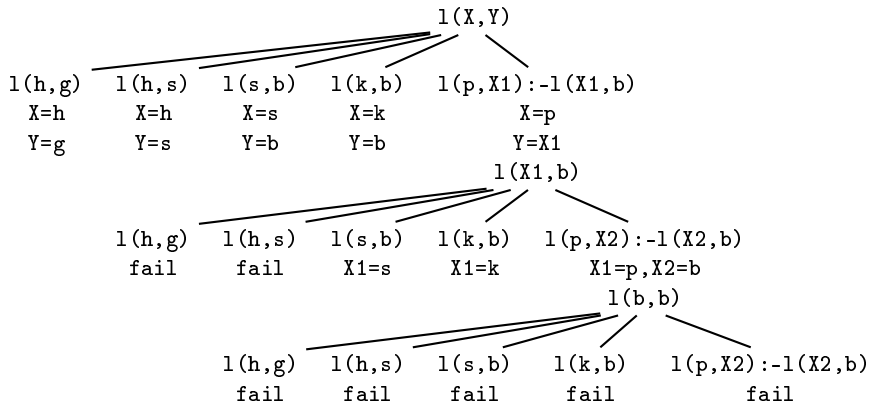 l(X,Y)
l(h,g) l(h,s) l(s,b) l(k,b) l(p,X1):-l(X1,b)
X=h X=h X=s X=k X=p
Y=g Y=s Y=b Y=b Y=X1
l(X1,b)
l(h,g) l(h,s) l(s,b) l(k,b) l(p,X2):-l(X2,b)
fail fail X1=s X1=k X1=p,X2=b
l(b,b)
l(h,g) l(h,s) l(s,b) l(k,b) l(p,X2):-l(X2,b)
fail fail fail fail fail